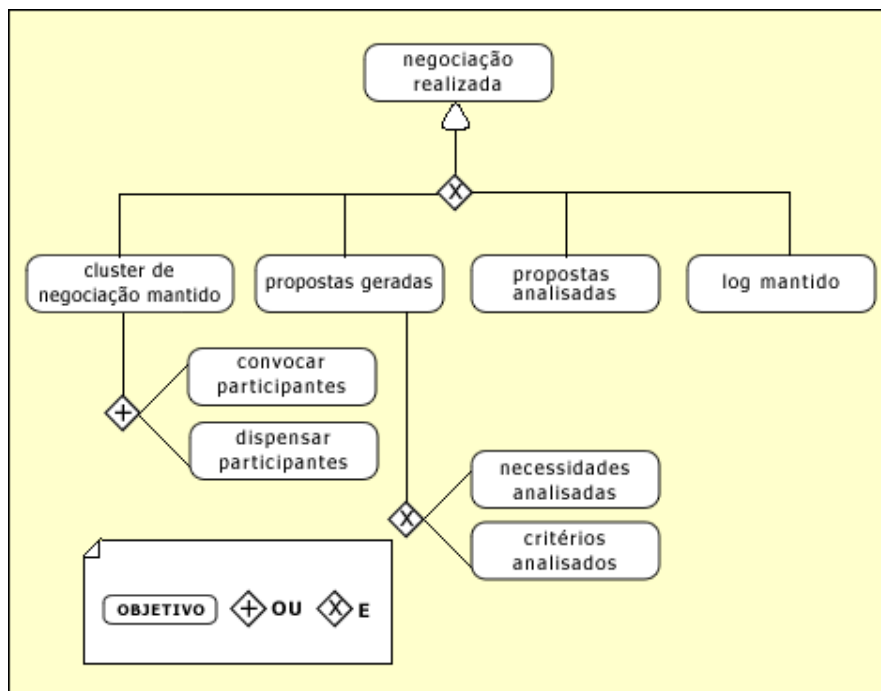 negociação
realizada
cluster de
negociação mantido
propostas geradas
propostas
analisadas
log mantido
convocar
participantes
dispensar
participantes
necessidades
analisadas
critérios
analisados
OBJETIVO + OU X E